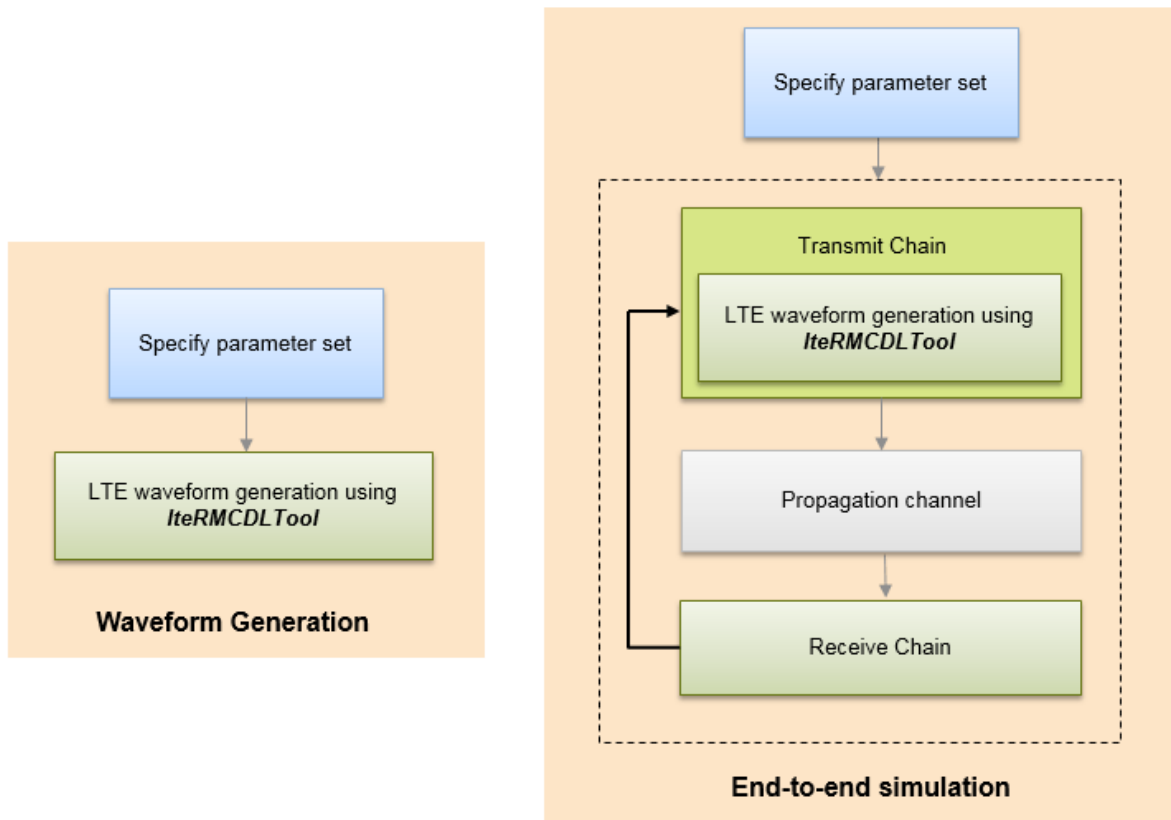 Specify parameter set
LTE waveform generation using
lteRMCDLTool
Waveform Generation
Specify parameter set
Transmit Chain
LTE waveform generation using
lteRMCDLTool
Propagation channel
Receive Chain
End-to-end simulation